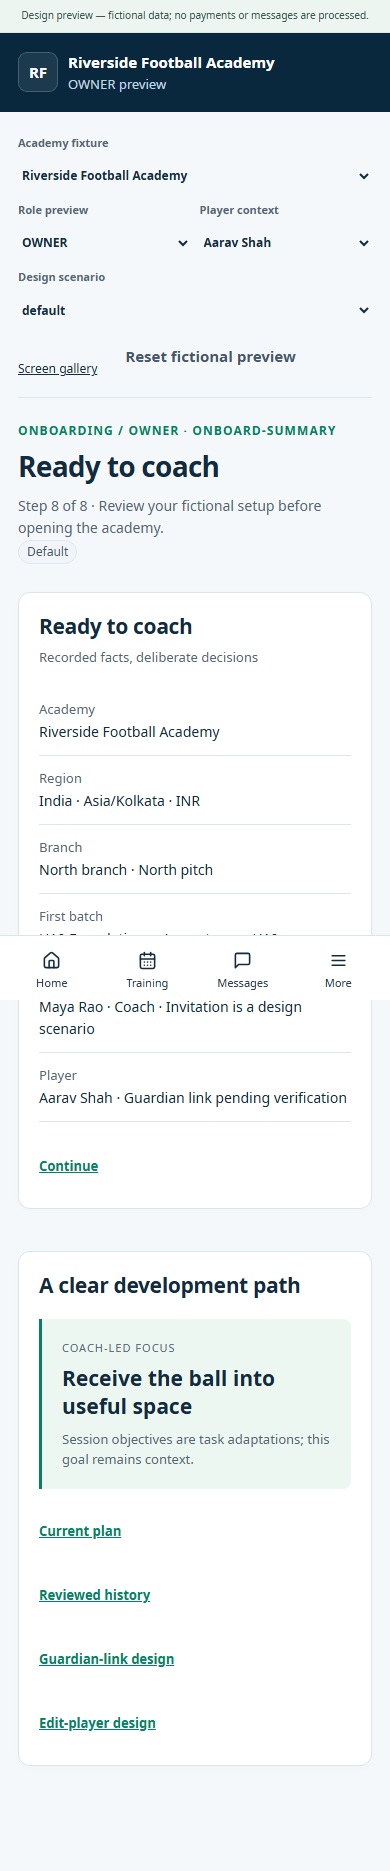 Design preview — fictional data; no payments or messages are processed.
RF
Riverside Football Academy
OWNER preview
Academy fixture
Riverside Football Academy
Role preview
Player context
OWNER
Aarav Shah
Design scenario
default
Screen gallery
Reset fictional preview
ONBOARDING / OWNER · ONBOARD-SUMMARY
Ready to coach
Step 8 of 8 · Review your fictional setup before
opening the academy.
Default
Ready to coach
Recorded facts, deliberate decisions
Academy
Riverside Football Academy
Region
India · Asia/Kolkata · INR
Branch
North branch · North pitch
First batch
Home
Training
Messages
More
Maya Rao · Coach · Invitation is a design
scenario
Player
Aarav Shah · Guardian link pending verification
Continue
A clear development path
COACH-LED FOCUS
Receive the ball into
useful space
Session objectives are task adaptations; this
goal remains context.
Current plan
Reviewed history
Guardian-link design
Edit-player design